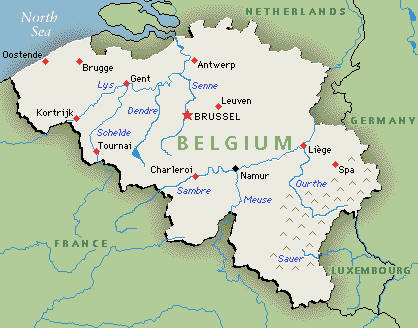 North
Sea
NETHERLANDS
Oostende
Brugge
Antwerp
Gent
Lys
Senne
Dendre
Leuven
Kortrijk
BRUSSEL
GERMANY
Schelde
Tournai
BELGIUM
Liège
Spa
Charleroi
Namur
Sambre
Ourthe
Meuse
FRANCE
Sauer
LUXEMBOURG